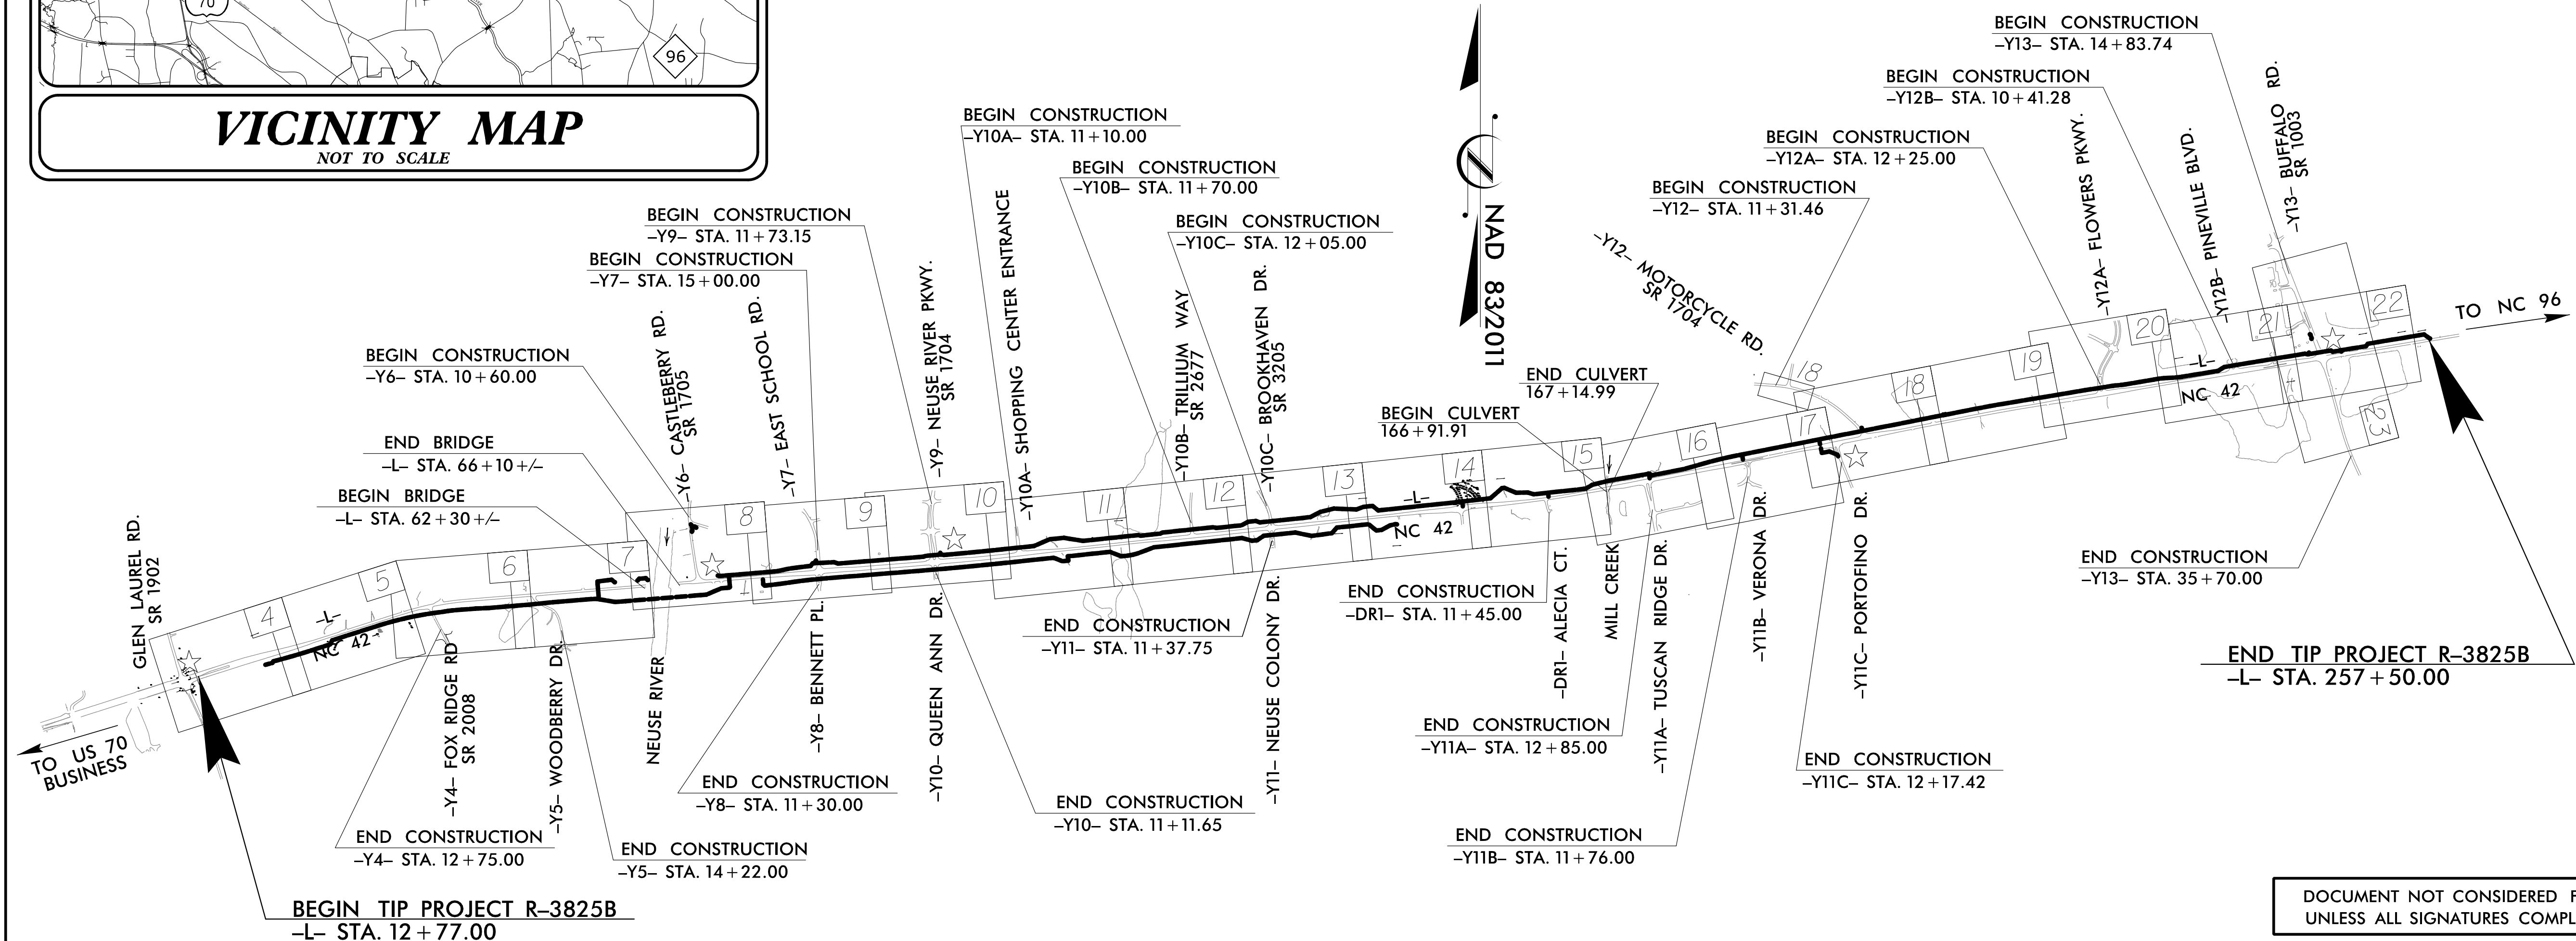 70
96
VICINITY MAP
NOT TO SCALE
BEGIN CONSTRUCTION
–Y13– STA. 14+83.74
BEGIN CONSTRUCTION
–Y12B– STA. 10+41.28
BEGIN CONSTRUCTION
–Y12A– STA. 12+25.00
BEGIN CONSTRUCTION
–Y12– STA. 11+31.46
BEGIN CONSTRUCTION
–Y10A– STA. 11+10.00
BEGIN CONSTRUCTION
–Y10B– STA. 11+70.00
BEGIN CONSTRUCTION
–Y10C– STA. 12+05.00
BEGIN CONSTRUCTION
–Y9– STA. 11+73.15
BEGIN CONSTRUCTION
–Y7– STA. 15+00.00
BEGIN CONSTRUCTION
–Y6– STA. 10+60.00
END BRIDGE
–L– STA. 66+10 +/–
BEGIN BRIDGE
–L– STA. 62+30 +/–
NAD 83/2011
END CULVERT
167+14.99
BEGIN CULVERT
166+91.91
GLEN LAUREL RD.
SR 1902
–Y6– CASTLEBERRY RD.
SR 1705
–Y7– EAST SCHOOL RD.
–Y9– NEUSE RIVER PKWY.
SR 1704
–Y10A– SHOPPING CENTER ENTRANCE
–Y10B– TRILLIUM WAY
SR 2677
–Y10C– BROOKHAVEN DR.
SR 3205
–Y12– MOTORCYCLE RD.
SR 1704
–Y12A– FLOWERS PKWY.
–Y12B– PINEVILLE BLVD.
–Y13– BUFFALO RD.
SR 1003
TO NC 96
4
5
6
7
8
9
10
11
12
13
14
15
16
17
18
18
19
20
21
22
23
–L–
NC 42
–L–
NC 42
–L–
NC 42
TO US 70
BUSINESS
–Y4– FOX RIDGE RD
SR 2008
–Y5– WOODBERRY DR.
NEUSE RIVER
–Y8– BENNETT PL.
–Y10– QUEEN ANN DR.
–Y11– NEUSE COLONY DR.
–DR1– ALECIA CT.
MILL CREEK
–Y11A– TUSCAN RIDGE DR.
–Y11B– VERONA DR.
–Y11C– PORTOFINO DR.
END CONSTRUCTION
–Y13– STA. 35+70.00
END CONSTRUCTION
–DR1– STA. 11+45.00
END CONSTRUCTION
–Y11– STA. 11+37.75
END CONSTRUCTION
–Y11A– STA. 12+85.00
END CONSTRUCTION
–Y11C– STA. 12+17.42
END CONSTRUCTION
–Y8– STA. 11+30.00
END CONSTRUCTION
–Y10– STA. 11+11.65
END CONSTRUCTION
–Y4– STA. 12+75.00
END CONSTRUCTION
–Y5– STA. 14+22.00
END CONSTRUCTION
–Y11B– STA. 11+76.00
END TIP PROJECT R–3825B
–L– STA. 257+50.00
BEGIN TIP PROJECT R–3825B
–L– STA. 12+77.00
DOCUMENT NOT CONSIDERED F
UNLESS ALL SIGNATURES COMPL